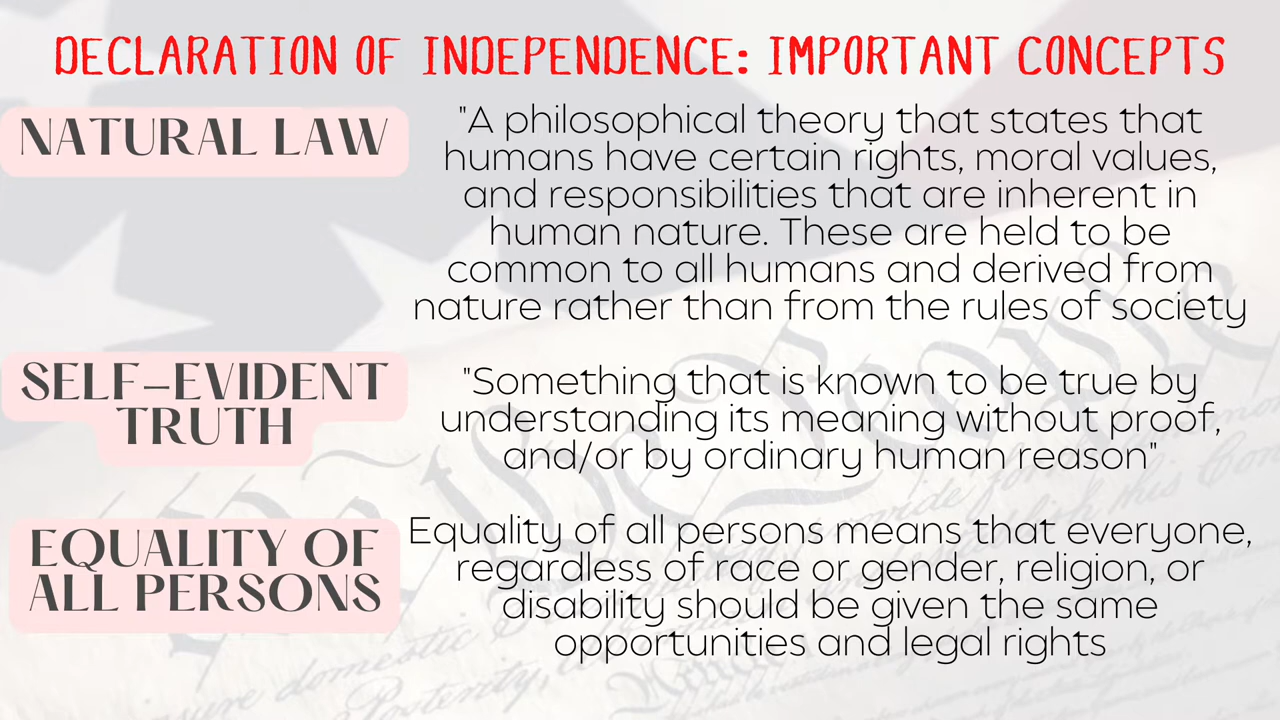 DECLARATION OF INDEPENDENCE: IMPORTANT CONCEPTS
NATURAL LAW
"A philosophical theory that states that
humans have certain rights, moral values,
and responsibilities that are inherent in
human nature. These are held to be
common to all humans and derived from
nature rather than from the rules of society
SELF-EVIDENT
TRUTH
"Something that is known to be true by
understanding its meaning without proof,
and/or by ordinary human reason"
EQUALITY OF
ALL PERSONS
Equality of all persons means that everyone,
regardless of race or gender, religion, or
disability should be given the same
opportunities and legal rights
We the People
domestic
Posterity,